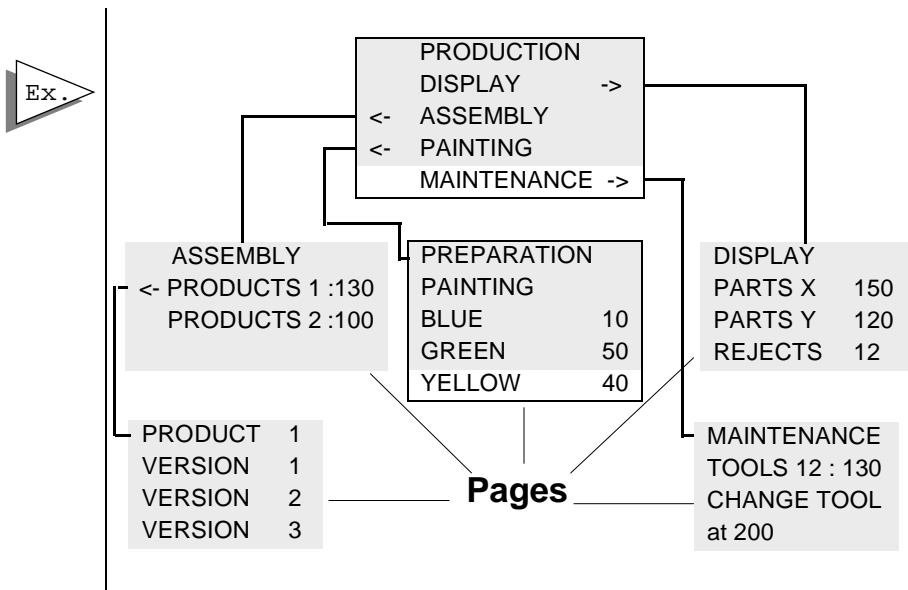 Ex.
PRODUCTION
DISPLAY ->
<- ASSEMBLY
<- PAINTING
MAINTENANCE ->
ASSEMBLY
<- PRODUCTS 1 :130
PRODUCTS 2 :100
PREPARATION
PAINTING
BLUE 10
GREEN 50
YELLOW 40
DISPLAY
PARTS X 150
PARTS Y 120
REJECTS 12
PRODUCT 1
VERSION 1
VERSION 2
VERSION 3
Pages
MAINTENANCE
TOOLS 12 : 130
CHANGE TOOL
at 200